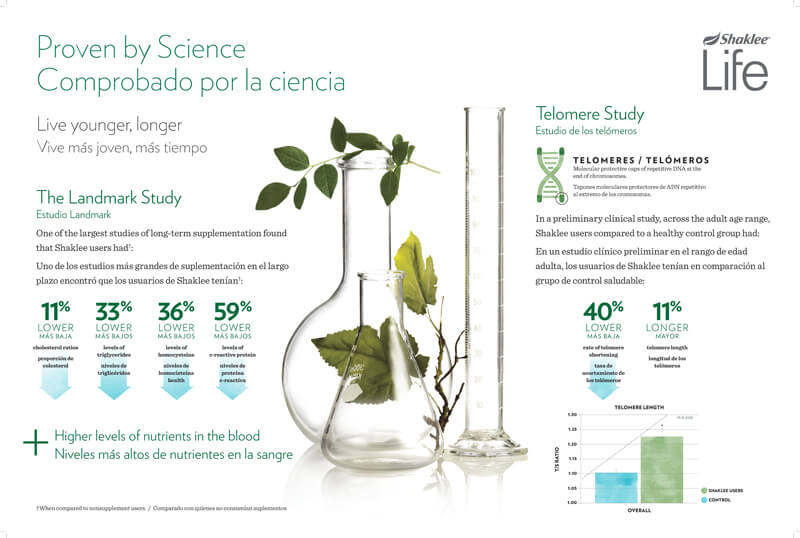 Proven by Science
Comprobado por la ciencia
Live younger, longer
Vive más joven, más tiempo
The Landmark Study
Estudio Landmark
One of the largest studies of long-term supplementation found
that Shaklee users had†:
Uno de los estudios más grandes de suplementación en el largo
plazo encontró que los usuarios de Shaklee tenían†:
11%
LOWER
MÁS BAJA
cholesterol ratios
proporción de
colesterol
33%
LOWER
MÁS BAJOS
levels of
triglycerides
niveles de
triglicéridos
36%
LOWER
MÁS BAJOS
levels of
homocysteine
niveles de
homocisteina
health
59%
LOWER
MÁS BAJOS
levels of
c-reactive protein
niveles de
proteína
c-reactiva
+ Higher levels of nutrients in the blood
Niveles más altos de nutrientes en la sangre
†When compared to nonsupplement users. / Comparado con quienes no consumían suplementos
Shaklee
Life
Telomere Study
Estudio de los telómeros
TELOMERES / TELÓMEROS
Molecular protective caps of repetitive DNA at the
end of chromosomes.
Tapones moleculares protectores de ADN repetitivo
al extremo de los cromosomas.
In a preliminary clinical study, across the adult age range,
Shaklee users compared to a healthy control group had:
En un estudio clínico preliminar en el rango de edad
adulta, los usuarios de Shaklee tenían en comparación al
grupo de control saludable:
40%
LOWER
MÁS BAJA
rate of telomere
shortening
tasa de
acortamiento de
los telómeros
11%
LONGER
MAYOR
telomere length
longitud de los
telómeros
TELOMERE LENGTH
T/S RATIO
1.30
1.25
1.20
1.15
1.10
1.05
1.00
OVERALL
SHAKLEE USERS
CONTROL